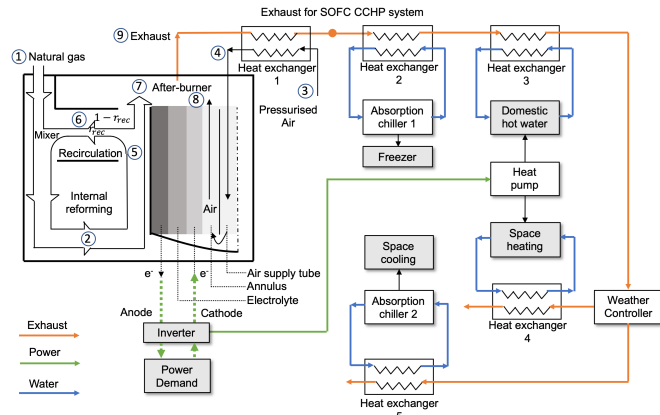 Exhaust for SOFC CCHP system
⑨ Exhaust
① Natural gas
④
Heat exchanger
1
Heat exchanger
2
Heat exchanger
3
⑦ After-burner
⑧
③
Pressurised
Air
Absorption
chiller 1
Domestic
hot water
⑥ 1 − r_rec
r_rec
Mixer
Recirculation ⑤
Freezer
Heat
pump
Internal
reforming
Air
②
Space
cooling
Space
heating
e-
e-
Air supply tube
Annulus
Electrolyte
Anode
Cathode
Absorption
chiller 2
Weather
Controller
Heat exchanger
4
Inverter
Exhaust
Power
Water
Power
Demand
Heat exchanger